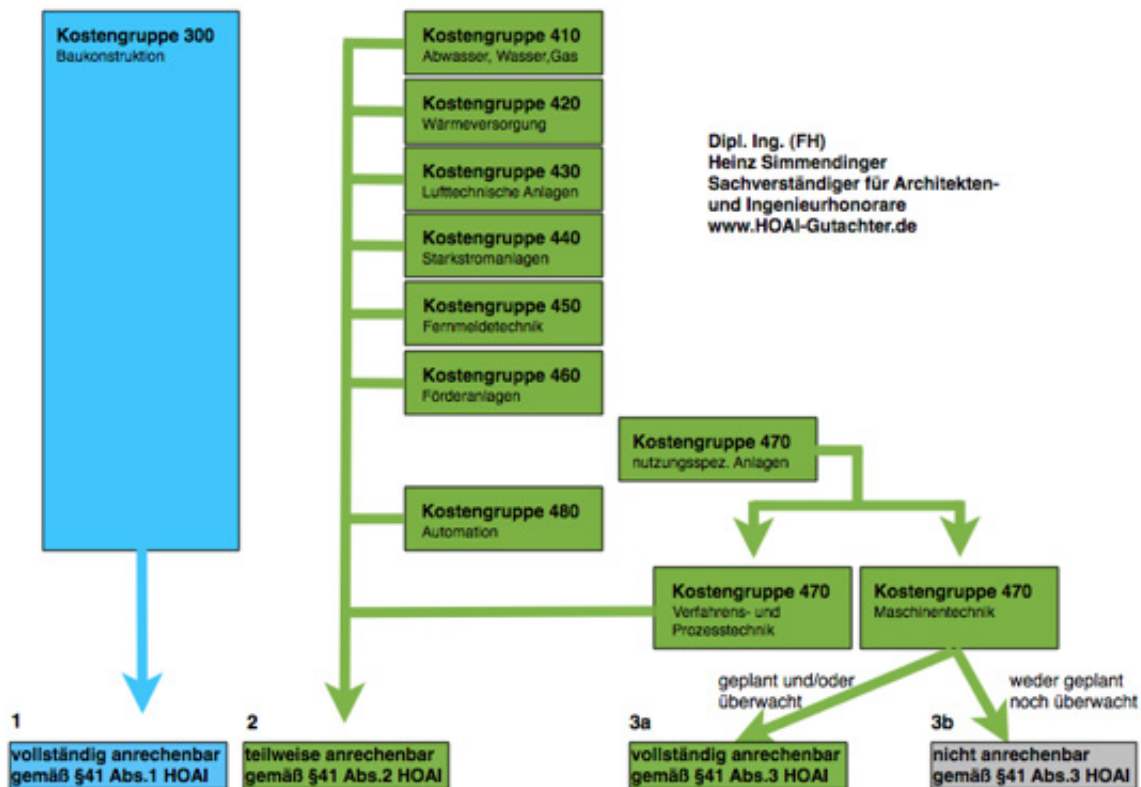 Kostengruppe 300
Baukonstruktion
Kostengruppe 410
Abwasser, Wasser,Gas
Kostengruppe 420
Wärmeversorgung
Kostengruppe 430
Lufttechnische Anlagen
Kostengruppe 440
Starkstromanlagen
Kostengruppe 450
Fernmeldetechnik
Kostengruppe 460
Förderanlagen
Dipl. Ing. (FH)
Heinz Simmendinger
Sachverständiger für Architekten-
und Ingenieurhonorare
www.HOAI-Gutachter.de
Kostengruppe 470
nutzungsspez. Anlagen
Kostengruppe 480
Automation
Kostengruppe 470
Verfahrens- und
Prozesstechnik
Kostengruppe 470
Maschinentechnik
geplant und/oder
überwacht
weder geplant
noch überwacht
1
vollständig anrechenbar
gemäß §41 Abs.1 HOAI
2
teilweise anrechenbar
gemäß §41 Abs.2 HOAI
3a
vollständig anrechenbar
gemäß §41 Abs.3 HOAI
3b
nicht anrechenbar
gemäß §41 Abs.3 HOAI